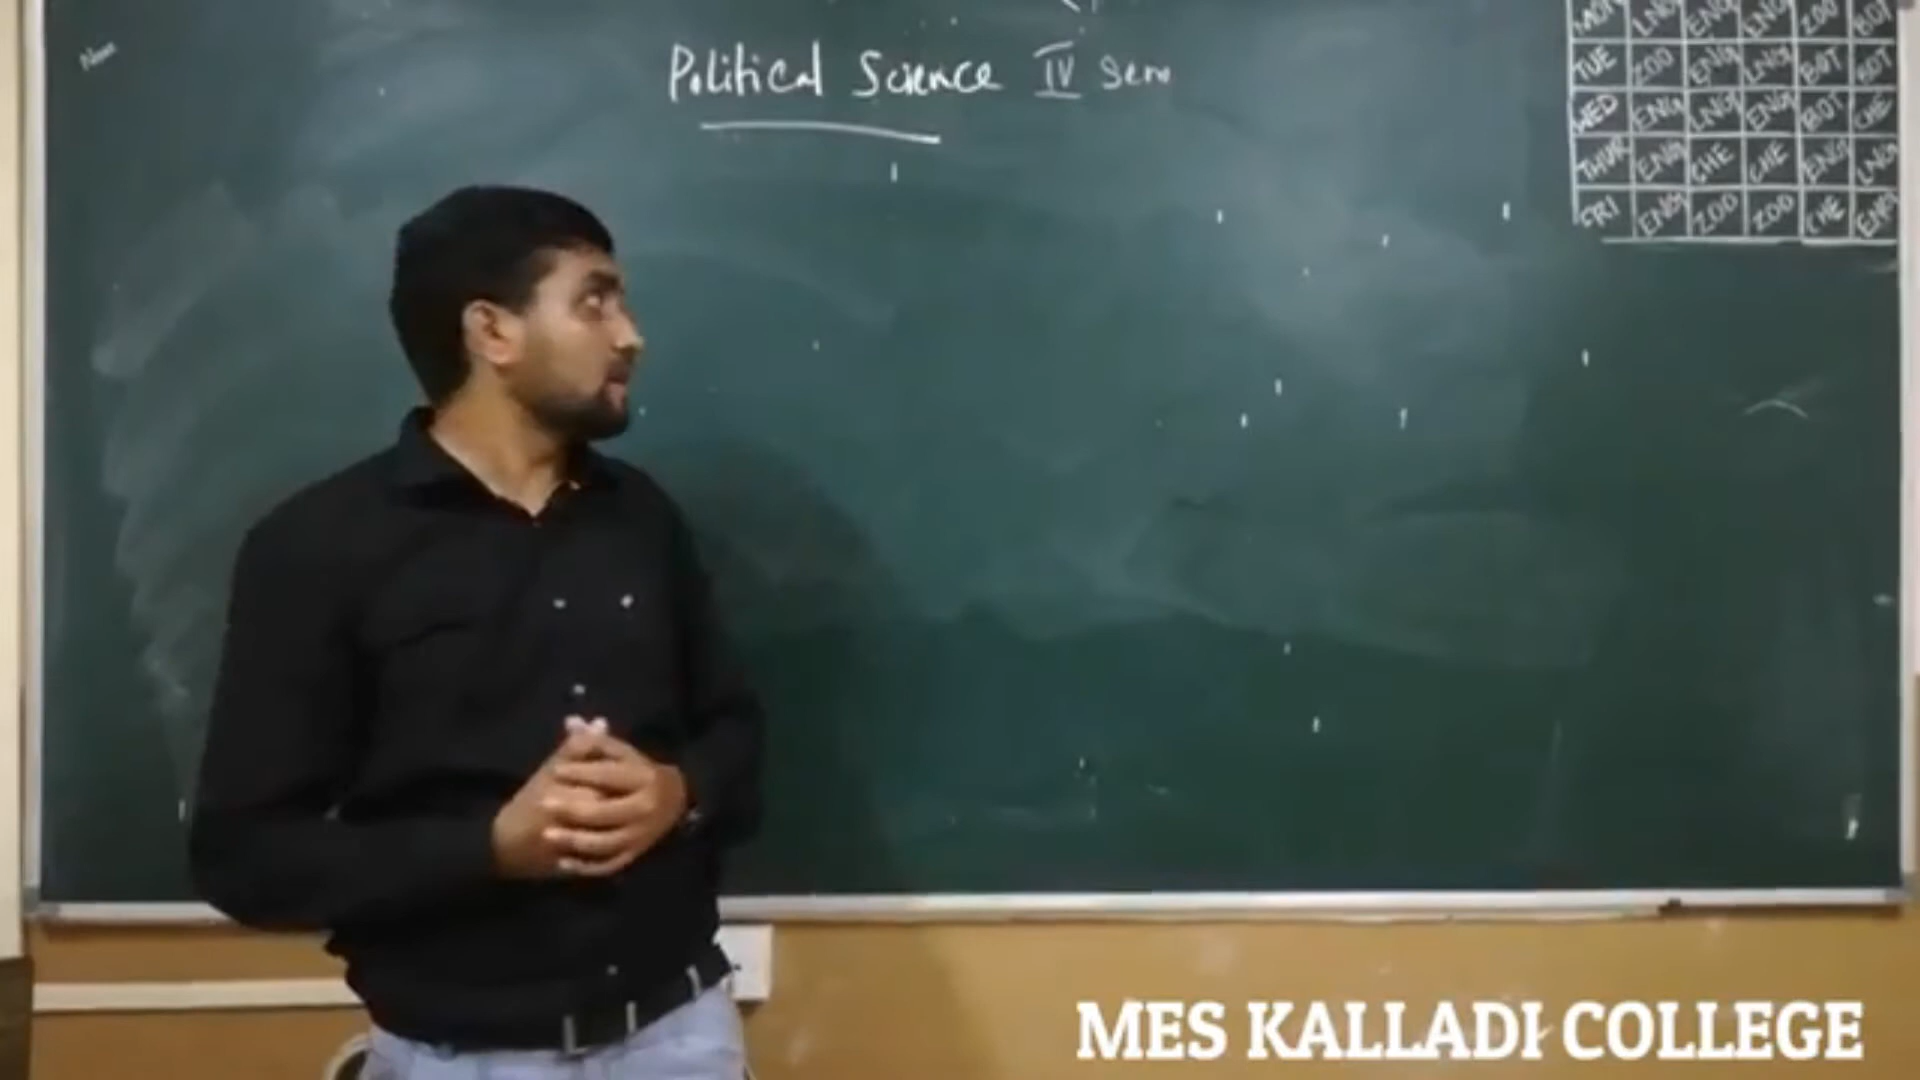 Political Science IV Sem
MON LNG ENG ENG ZOO BOT
TUE ZOO ENG LNG BOT BOT
WED ENG LNG ENG BOT CHE
THUR ENG CHE CHE ENG LNG
FRI ENG ZOO ZOO CHE ENG
MES KALLADI COLLEGE